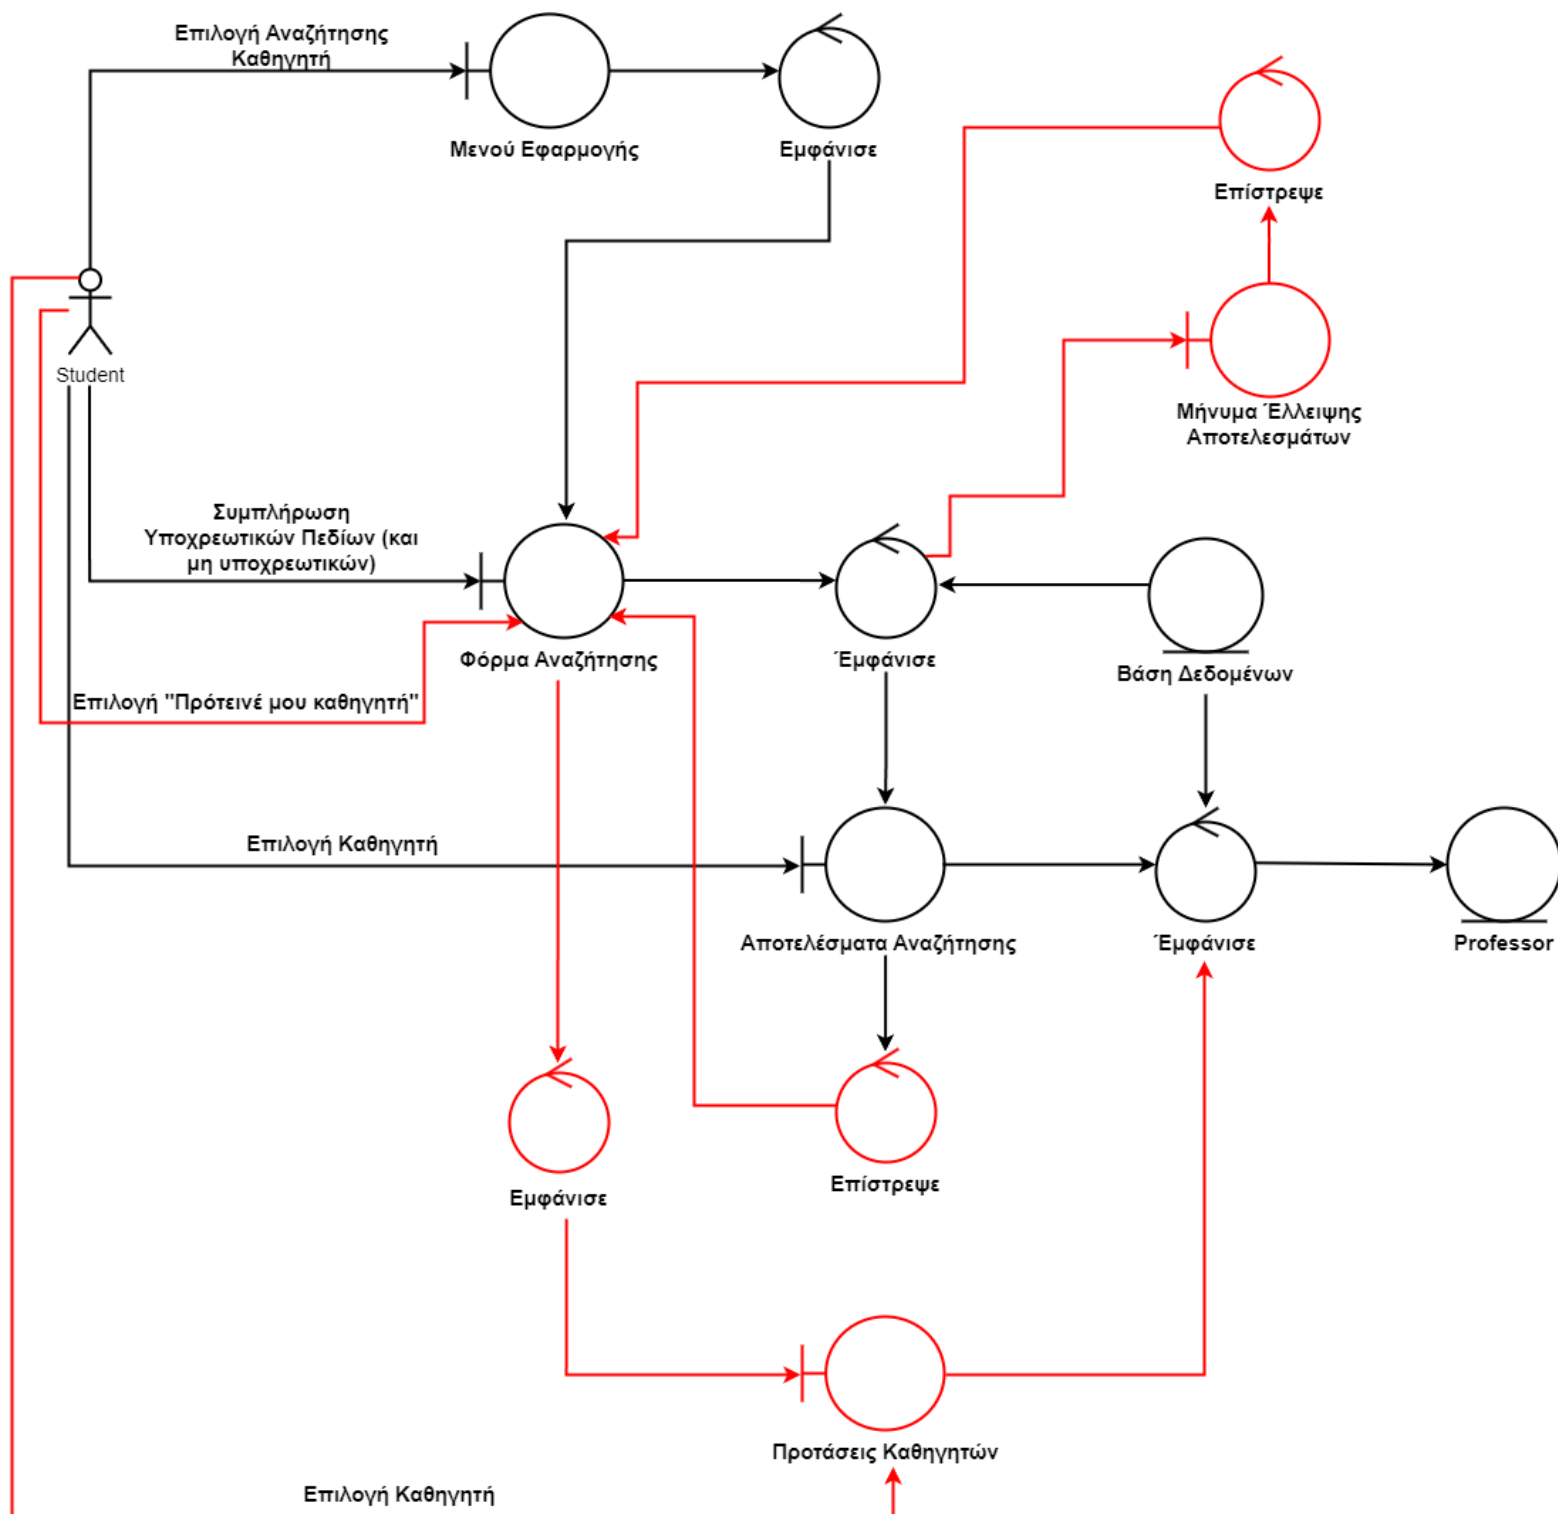 Επιλογή Αναζήτησης
Καθηγητή
Μενού Εφαρμογής
Εμφάνισε
Επίστρεψε
Student
Μήνυμα Έλλειψης
Αποτελεσμάτων
Συμπλήρωση
Υποχρεωτικών Πεδίων (και
μη υποχρεωτικών)
Φόρμα Αναζήτησης
Έμφάνισε
Βάση Δεδομένων
Επιλογή "Πρότεινέ μου καθηγητή"
Επιλογή Καθηγητή
Αποτελέσματα Αναζήτησης
Έμφάνισε
Professor
Εμφάνισε
Επίστρεψε
Προτάσεις Καθηγητών
Επιλογή Καθηγητή